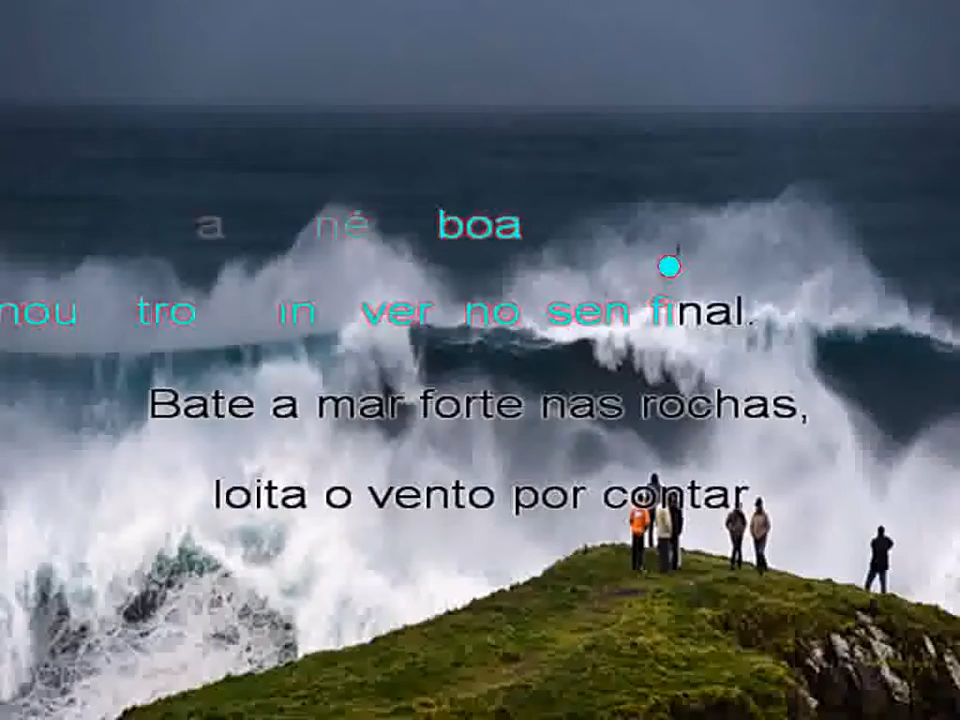 a né boa
nou tro in ver no sen final.
Bate a mar forte nas rochas,
loita o vento por contar